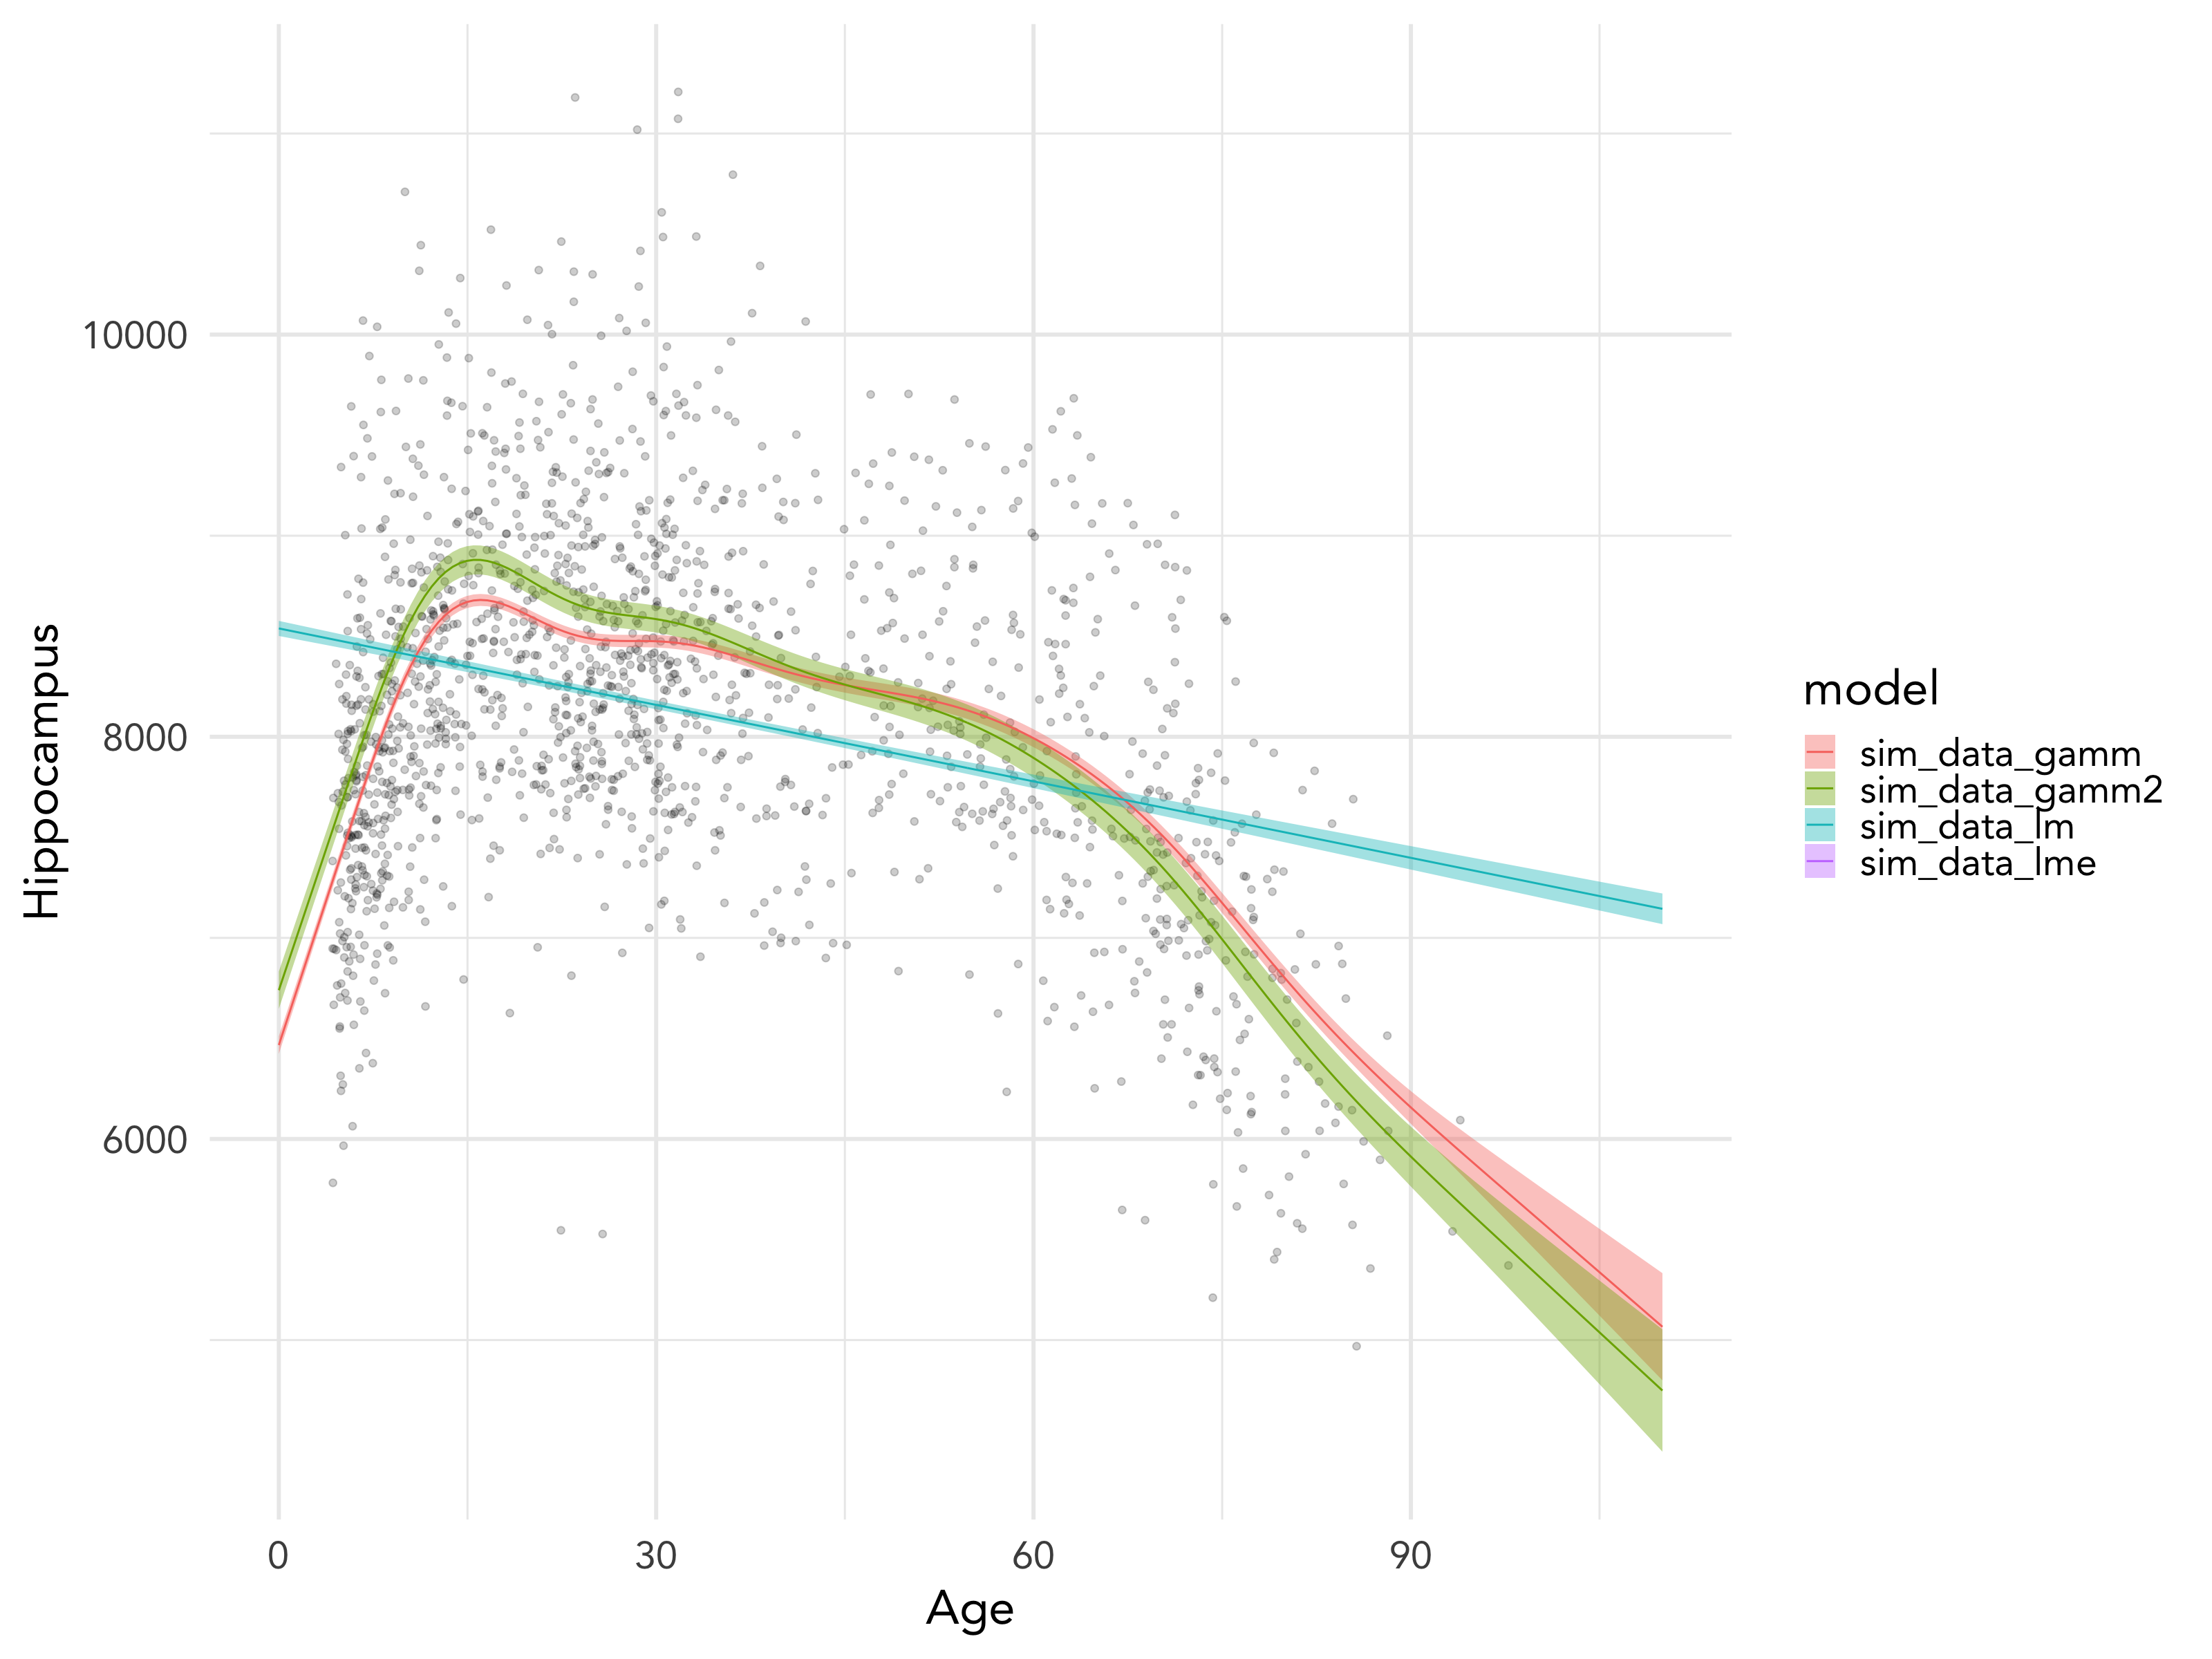 Hippocampus
10000
8000
6000
0 30 60 90
Age
model
sim_data_gamm
sim_data_gamm2
sim_data_lm
sim_data_lme